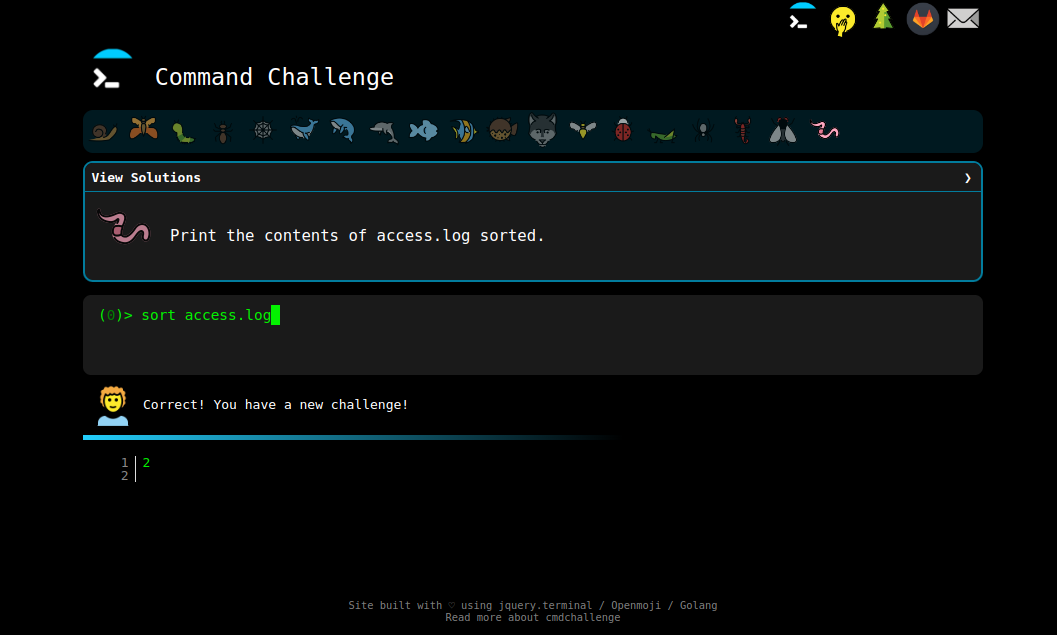 Command Challenge
View Solutions ❯
Print the contents of access.log sorted.
(0)> sort access.log
Correct! You have a new challenge!
1 2
2
Site built with ♡ using jquery.terminal / Openmoji / Golang
Read more about cmdchallenge